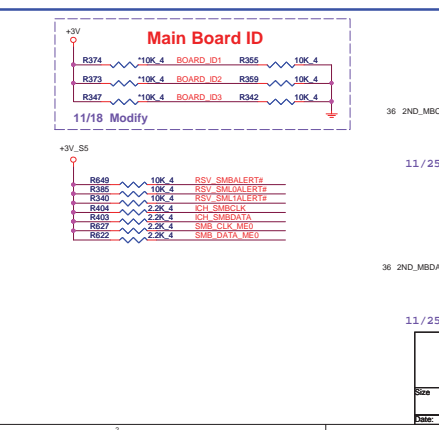 +3V
Main Board ID
R374 *10K_4 BOARD_ID1 R355 10K_4
R373 *10K_4 BOARD_ID2 R359 10K_4
R347 *10K_4 BOARD_ID3 R342 10K_4
11/18 Modify
36 2ND_MBC
+3V_S5
11/25
R649 10K_4 RSV_SMBALERT#
R385 10K_4 RSV_SML0ALERT#
R340 10K_4 RSV_SML1ALERT#
R404 2.2K_4 ICH_SMBCLK
R403 2.2K_4 ICH_SMBDATA
R627 2.2K_4 SMB_CLK_ME0
R622 2.2K_4 SMB_DATA_ME0
36 2ND_MBDA
11/25
Size
Date:
2